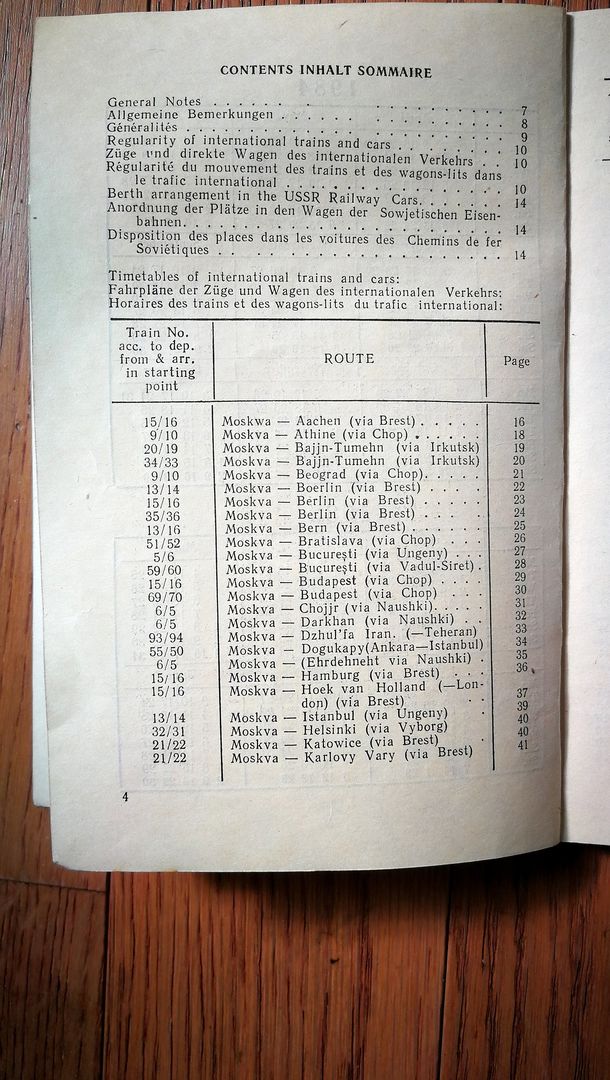 CONTENTS INHALT SOMMAIRE
General Notes . . . . . . . . . . . . . . . 7
Allgemeine Bemerkungen . . . . . . . . . . . . 8
Généralités . . . . . . . . . . . . . . . . 9
Regularity of international trains and cars . . . . . . 10
Züge und direkte Wagen des internationalen Verkehrs . . 10
Régularité du mouvement des trains et des wagons-lits dans
le trafic international . . . . . . . . . . . . 10
Berth arrangement in the USSR Railway Cars. . . . . 14
Anordnung der Plätze in den Wagen der Sowjetischen Eisen-
bahnen. . . . . . . . . . . . . . . . . 14
Disposition des places dans les voitures des Chemins de fer
Soviétiques . . . . . . . . . . . . . . . 14
Timetables of international trains and cars:
Fahrpläne der Züge und Wagen des internationalen Verkehrs:
Horaires des trains et des wagons-lits du trafic international:
Train No.
acc. to dep.
from & arr.
in starting
point
ROUTE
Page
15/16 Moskwa — Aachen (via Brest) . . . . . 16
9/10 Moskva — Athine (via Chop) . . . . . . 18
20/19 Moskva — Bajjn-Tumehn (via Irkutsk) 19
34/33 Moskva — Bajjn-Tumehn (via Irkutsk) 20
9/10 Moskva — Beograd (via Chop). . . . . 21
13/14 Moskva — Boerlin (via Brest) . . . . 22
15/16 Moskva — Berlin (via Brest) . . . . . 23
35/36 Moskva — Berlin (via Brest) . . . . . 24
13/16 Moskva — Bern (via Brest) . . . . . . 25
51/52 Moskva — Bratislava (via Chop) . . . 26
5/6 Moskva — Bucureşti (via Ungeny) . . . 27
59/60 Moskva — Bucureşti (via Vadul-Siret) . 28
15/16 Moskva — Budapest (via Chop) . . . . 29
69/70 Moskva — Budapest (via Chop) . . . 30
6/5 Moskva — Chojjr (via Naushki). . . . . 31
6/5 Moskva — Darkhan (via Naushki) . . . 32
93/94 Moskva — Dzhul'fa Iran. (—Teheran) 33
55/50 Moskva — Dogukapy(Ankara—Istanbul) 34
6/5 Moskva — (Ehrdehneht via Naushki) . 35
15/16 Moskva — Hamburg (via Brest) . . . 36
15/16 Moskva — Hoek van Holland (—Lon-
don) (via Brest) . . 37
13/14 Moskva — Istanbul (via Ungeny) . 39
32/31 Moskva — Helsinki (via Vyborg) 40
21/22 Moskva — Katowice (via Brest) . 40
21/22 Moskva — Karlovy Vary (via Brest) 41
4